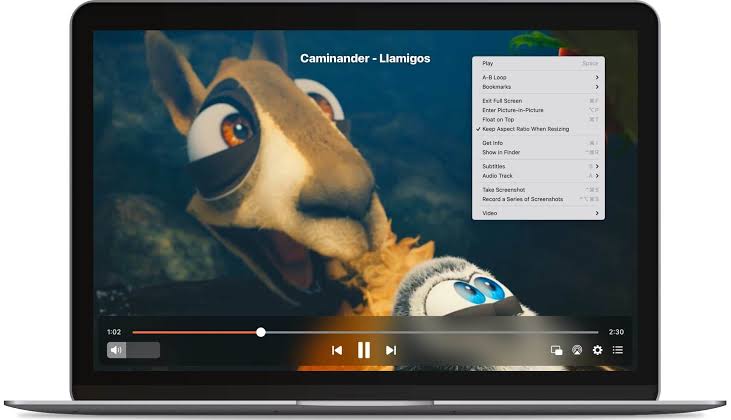 Caminander - Llamigos
Play Space
A-B Loop
Bookmarks
Exit Full Screen ⌘F
Enter Picture-in-Picture ⌥P
Float on Top ⌘T
✓ Keep Aspect Ratio When Resizing
Get Info ⌘I
Show in Finder ⌥⌘R
Subtitles S
Audio Track A
Take Screenshot ⌥⌘S
Record a Series of Screenshots ^⌥⌘S
Video
1:02
2:30